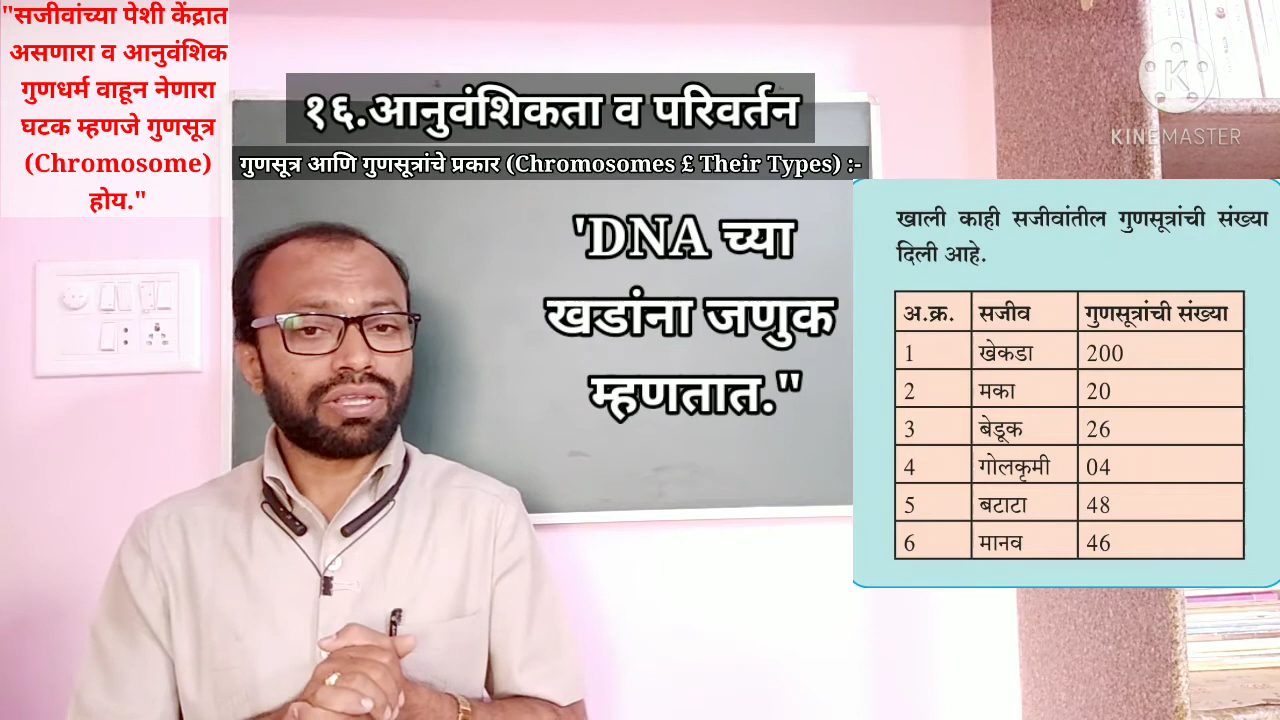 "सजीवांच्या पेशी केंद्रात
असणारा व आनुवंशिक
गुणधर्म वाहून नेणारा
घटक म्हणजे गुणसूत्र
(Chromosome)
होय."
१६.आनुवंशिकता व परिवर्तन
गुणसूत्र आणि गुणसूत्रांचे प्रकार (Chromosomes £ Their Types) :-
'DNA च्या
खडांना जणुक
म्हणतात."
K
KINEMASTER
खाली काही सजीवांतील गुणसूत्रांची संख्या
दिली आहे.
अ.क्र. सजीव गुणसूत्रांची संख्या
1 खेकडा 200
2 मका 20
3 बेडूक 26
4 गोलकृमी 04
5 बटाटा 48
6 मानव 46